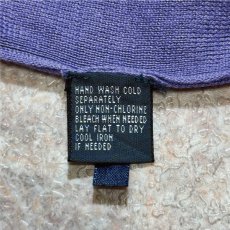 HAND WASH COLD
SEPARATELY
ONLY NON-CHLORINE
BLEACH WHEN NEEDED
LAY FLAT TO DRY
COOL IRON
IF NEEDED